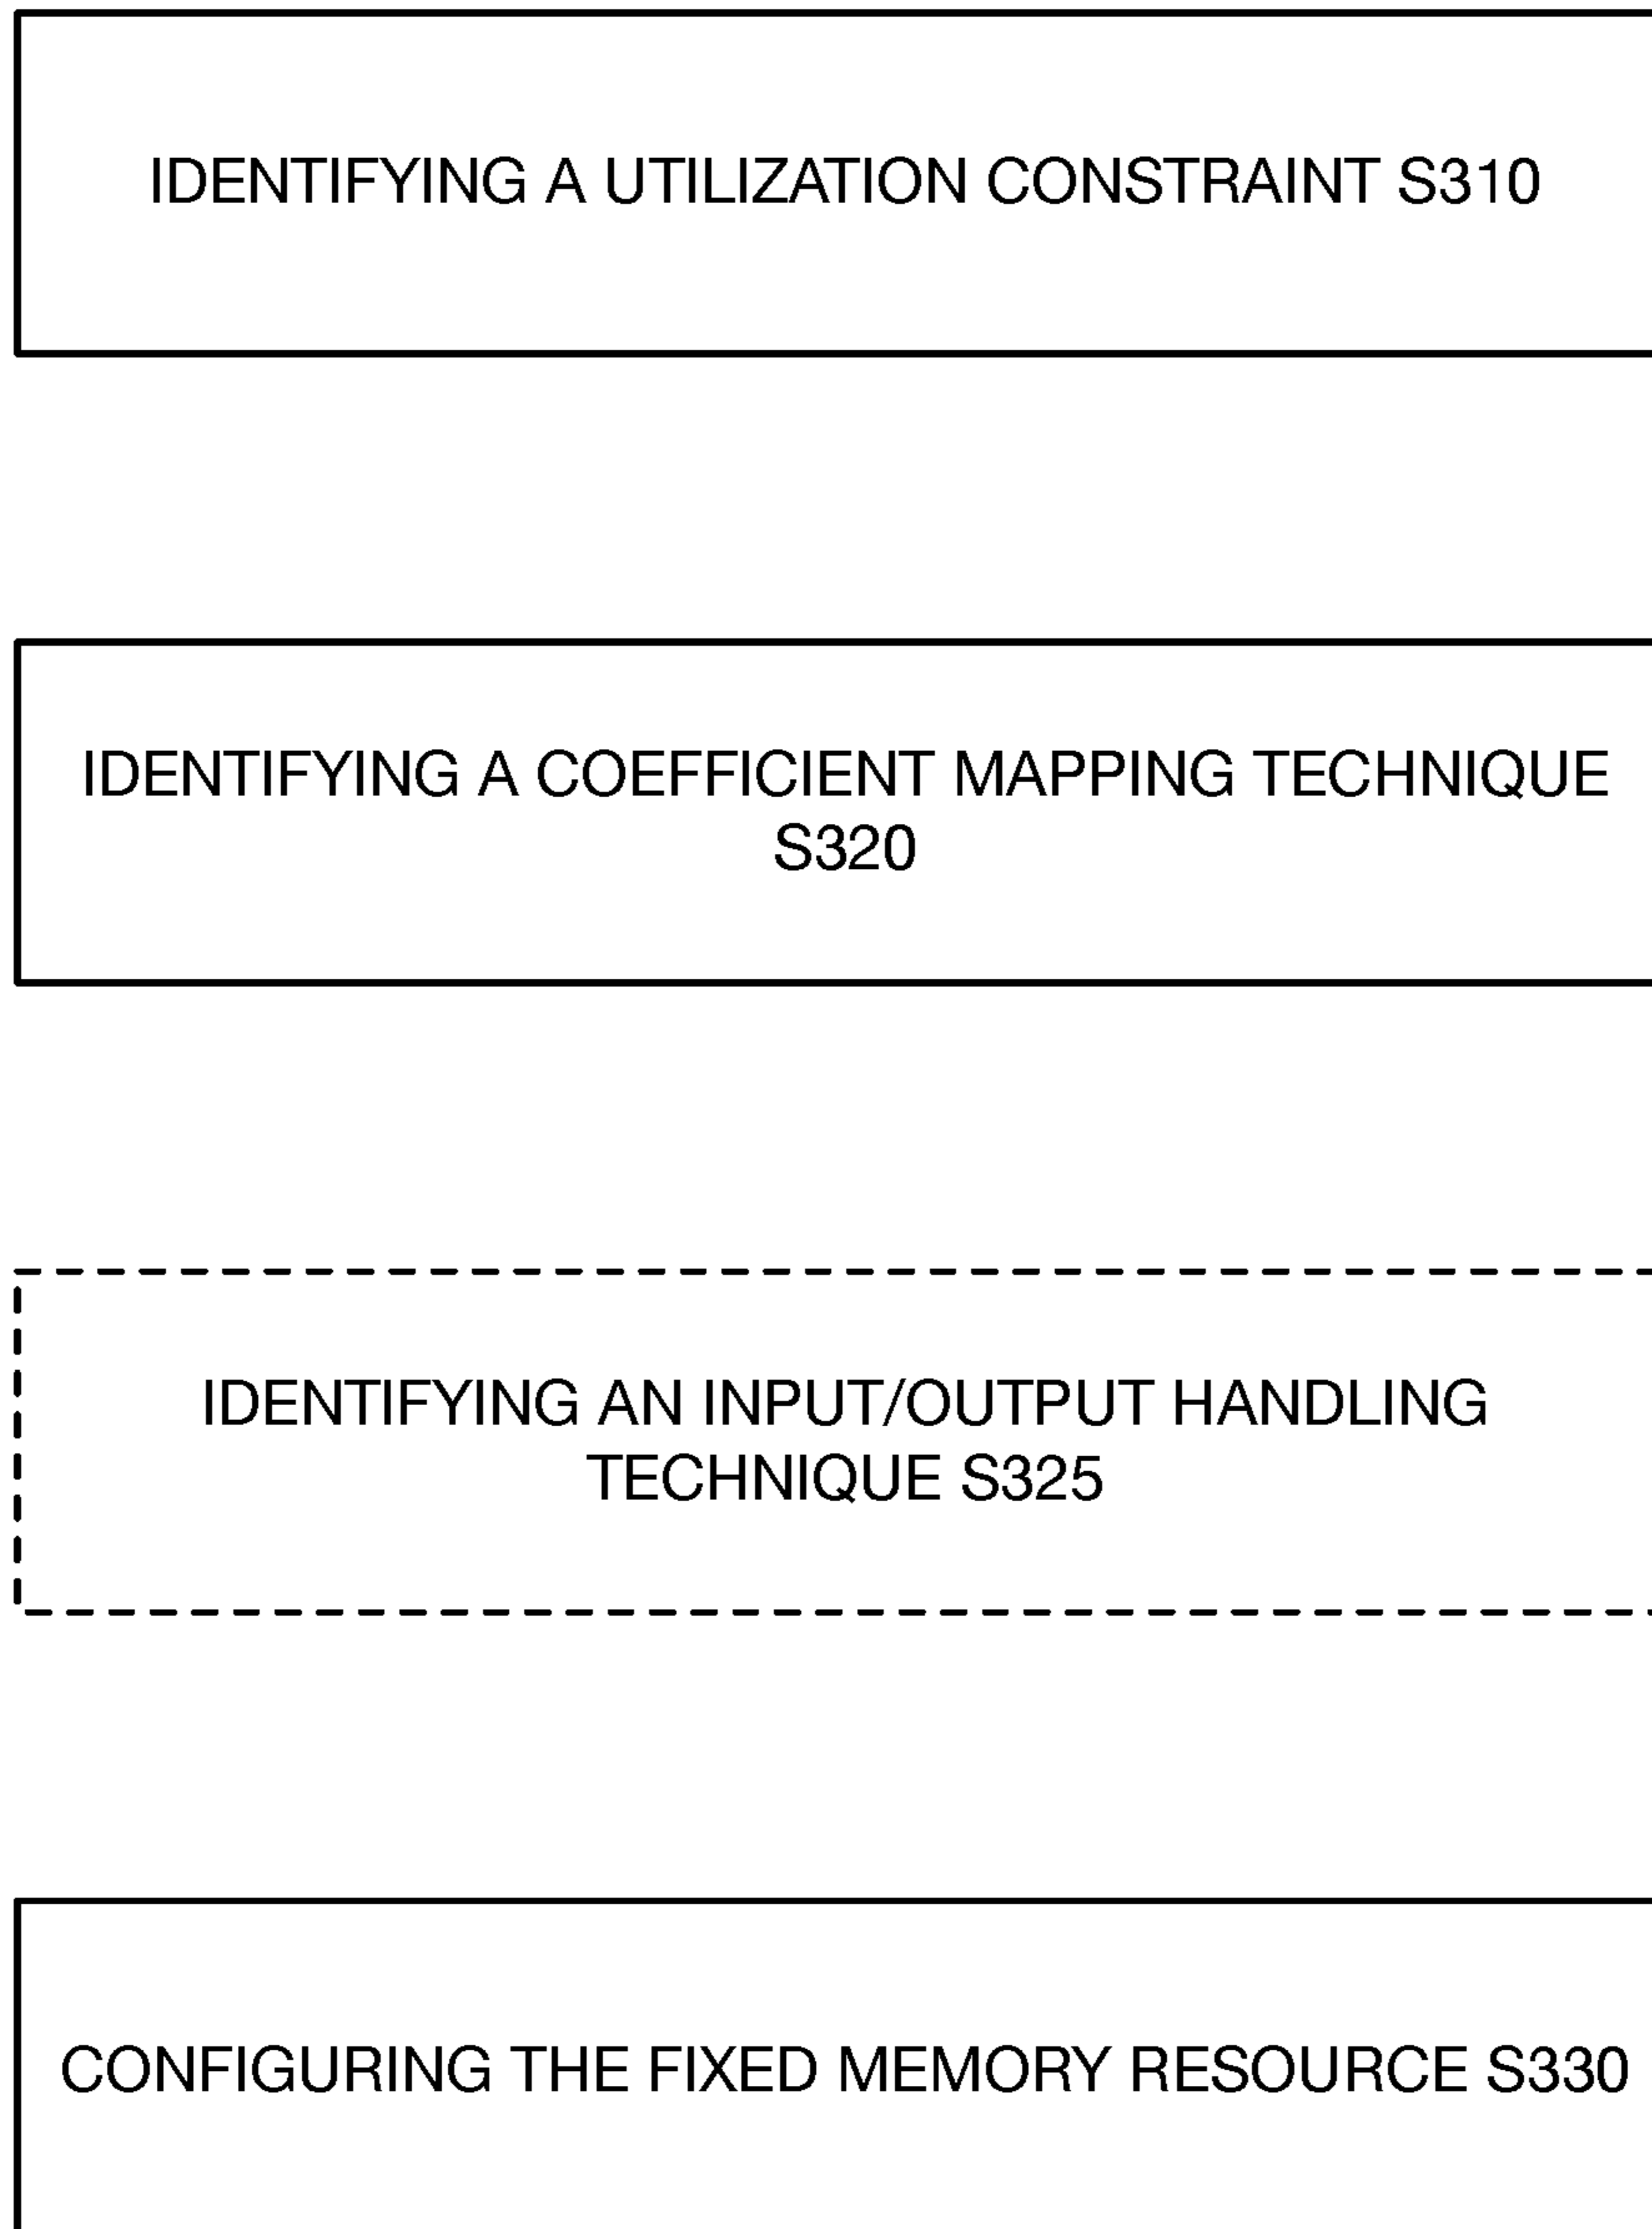 IDENTIFYING A UTILIZATION CONSTRAINT S310
IDENTIFYING A COEFFICIENT MAPPING TECHNIQUE
S320
IDENTIFYING AN INPUT/OUTPUT HANDLING
TECHNIQUE S325
CONFIGURING THE FIXED MEMORY RESOURCE S330